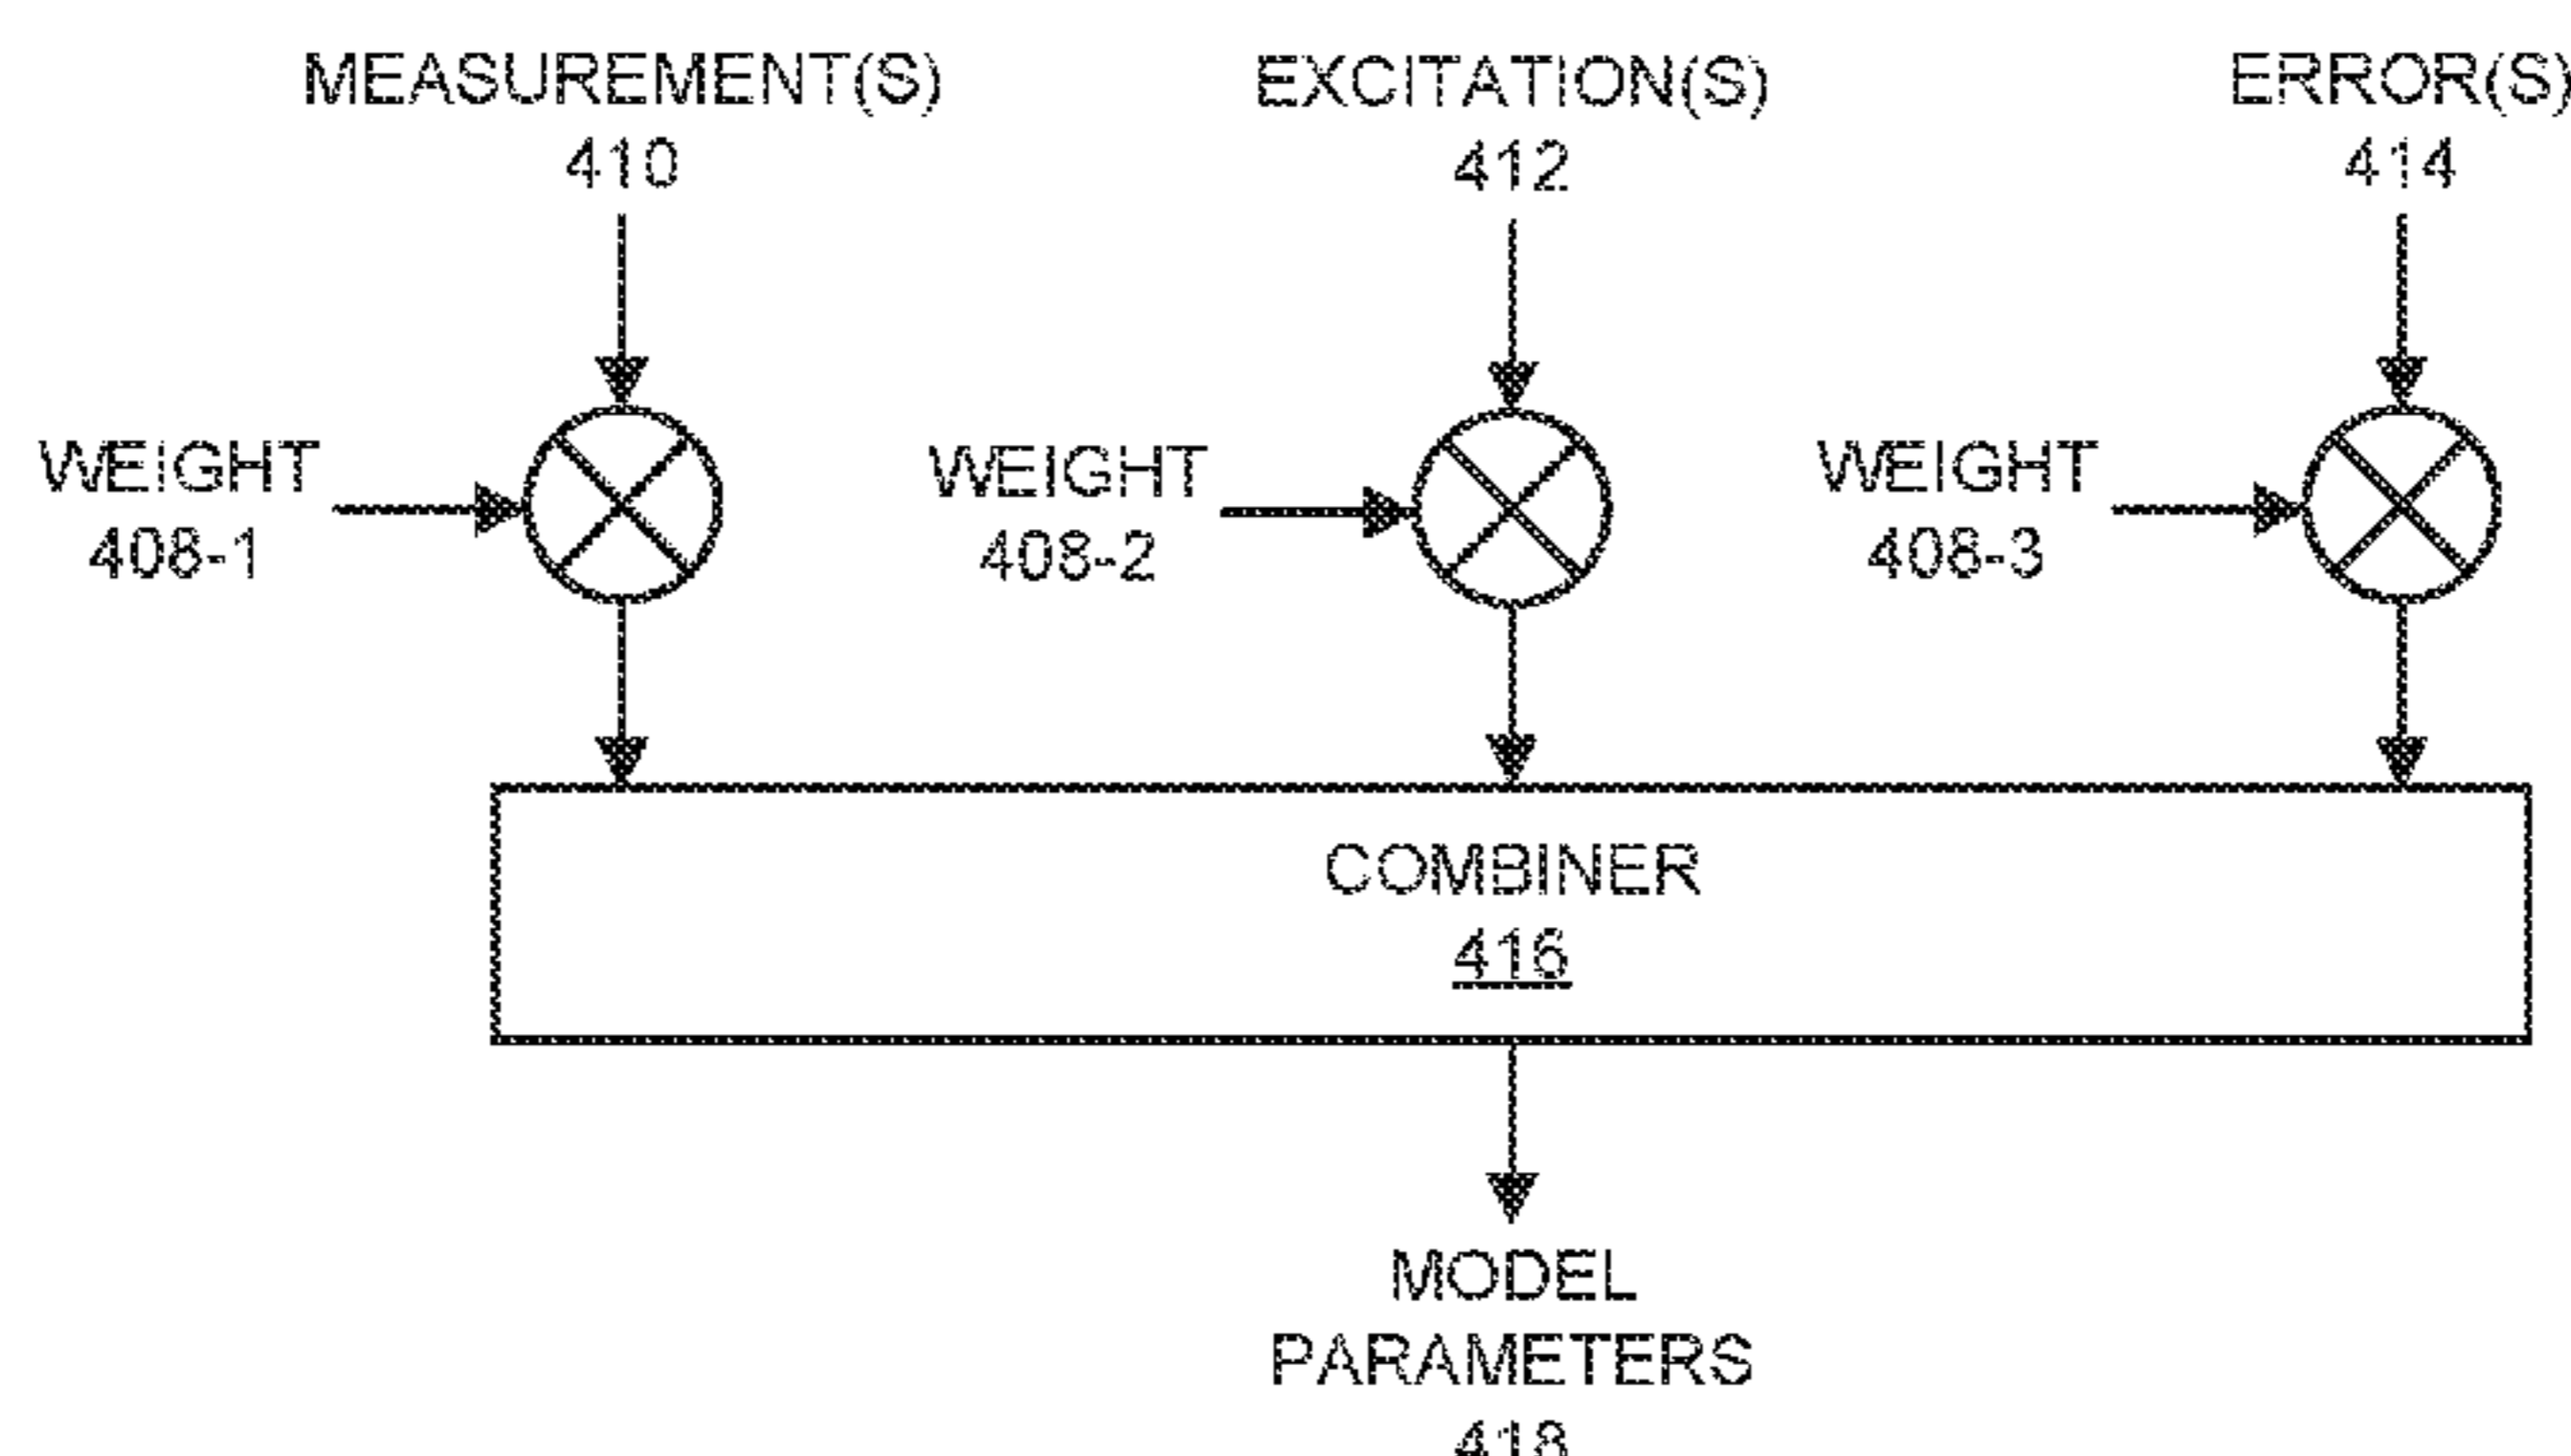 MEASUREMENT(S)
410
EXCITATION(S)
412
ERROR(S)
414
WEIGHT
408-1
WEIGHT
408-2
WEIGHT
408-3
COMBINER
416
MODEL
PARAMETERS
418